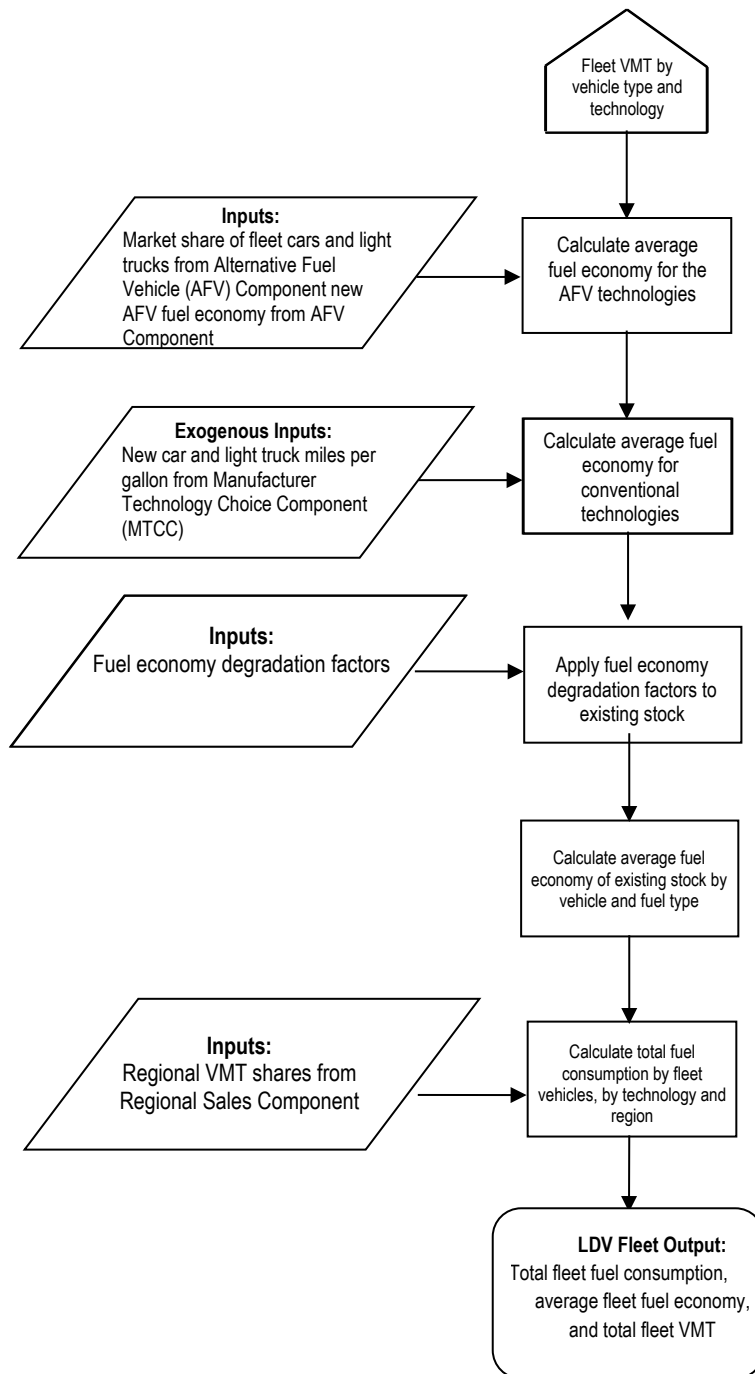 Fleet VMT by
vehicle type and
technology
Inputs:
Market share of fleet cars and light
trucks from Alternative Fuel
Vehicle (AFV) Component new
AFV fuel economy from AFV
Component
Calculate average
fuel economy for the
AFV technologies
Exogenous Inputs:
New car and light truck miles per
gallon from Manufacturer
Technology Choice Component
(MTCC)
Calculate average fuel
economy for
conventional
technologies
Inputs:
Fuel economy degradation factors
Apply fuel economy
degradation factors to
existing stock
Calculate average fuel
economy of existing stock by
vehicle and fuel type
Inputs:
Regional VMT shares from
Regional Sales Component
Calculate total fuel
consumption by fleet
vehicles, by technology and
region
LDV Fleet Output:
Total fleet fuel consumption,
average fleet fuel economy,
and total fleet VMT